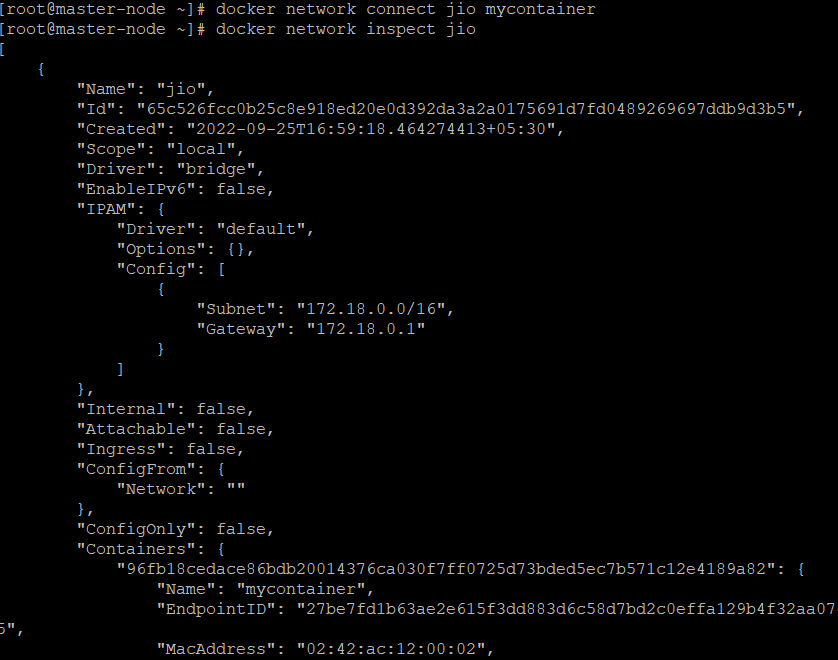 [root@master-node ~]# docker network connect jio mycontainer
[root@master-node ~]# docker network inspect jio
[
    {
        "Name": "jio",
        "Id": "65c526fcc0b25c8e918ed20e0d392da3a2a0175691d7fd0489269697ddb9d3b5",
        "Created": "2022-09-25T16:59:18.464274413+05:30",
        "Scope": "local",
        "Driver": "bridge",
        "EnableIPv6": false,
        "IPAM": {
            "Driver": "default",
            "Options": {},
            "Config": [
                {
                    "Subnet": "172.18.0.0/16",
                    "Gateway": "172.18.0.1"
                }
            ]
        },
        "Internal": false,
        "Attachable": false,
        "Ingress": false,
        "ConfigFrom": {
            "Network": ""
        },
        "ConfigOnly": false,
        "Containers": {
            "96fb18cedace86bdb20014376ca030f7ff0725d73bded5ec7b571c12e4189a82": {
                "Name": "mycontainer",
                "EndpointID": "27be7fd1b63ae2e615f3dd883d6c58d7bd2c0effa129b4f32aa07
5",
                "MacAddress": "02:42:ac:12:00:02",